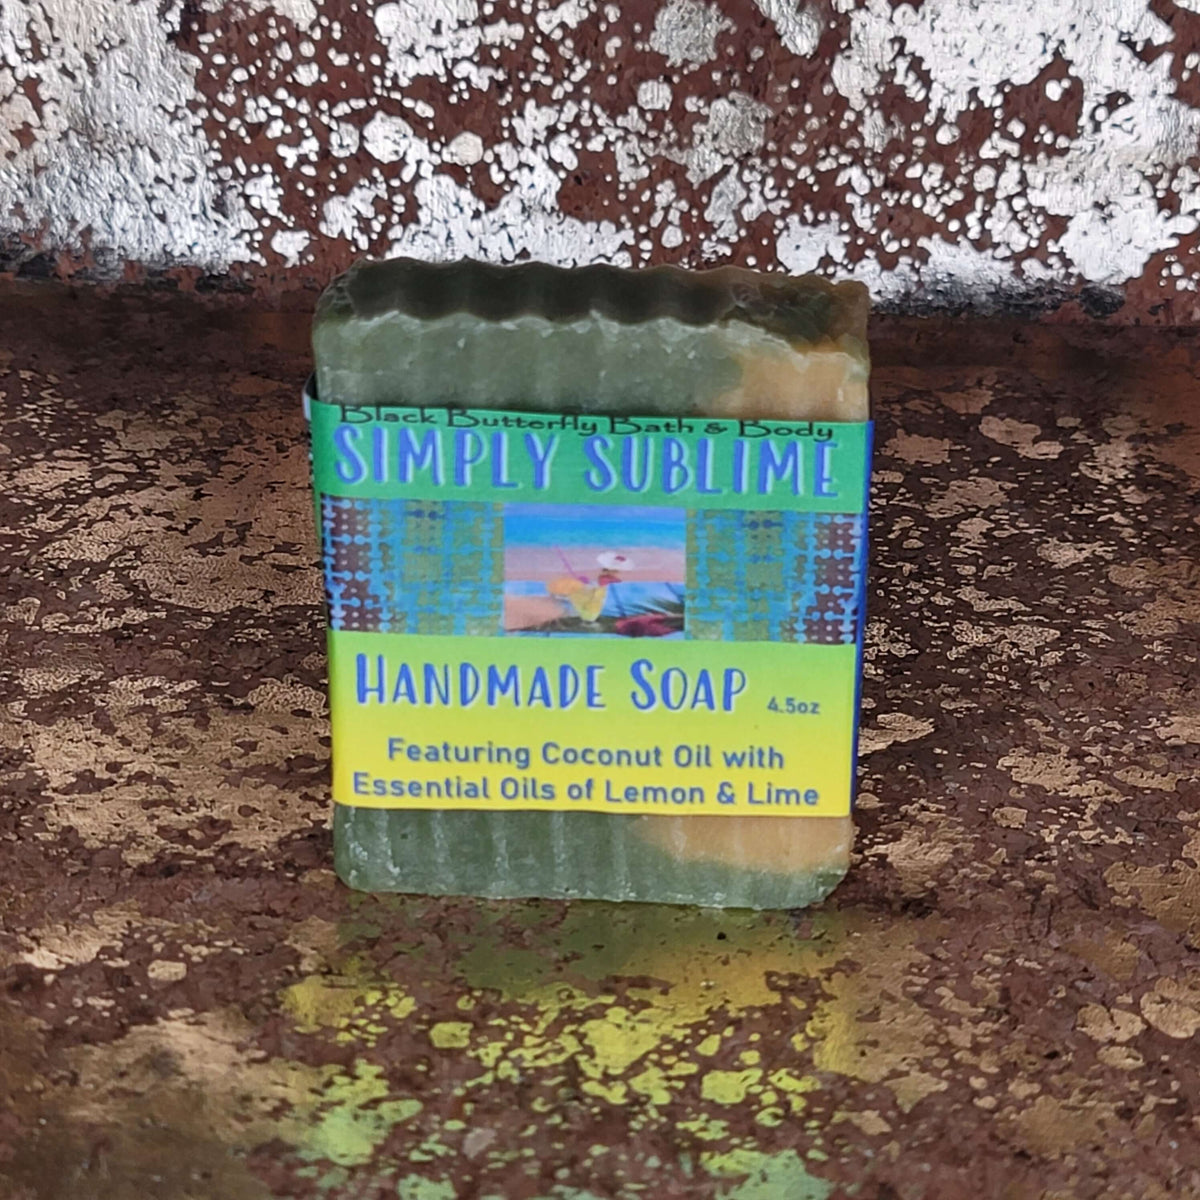 Black Butterfly Bath & Body
SIMPLY SUBLIME
HANDMADE SOAP 4.5oz
Featuring Coconut Oil with
Essential Oils of Lemon & Lime